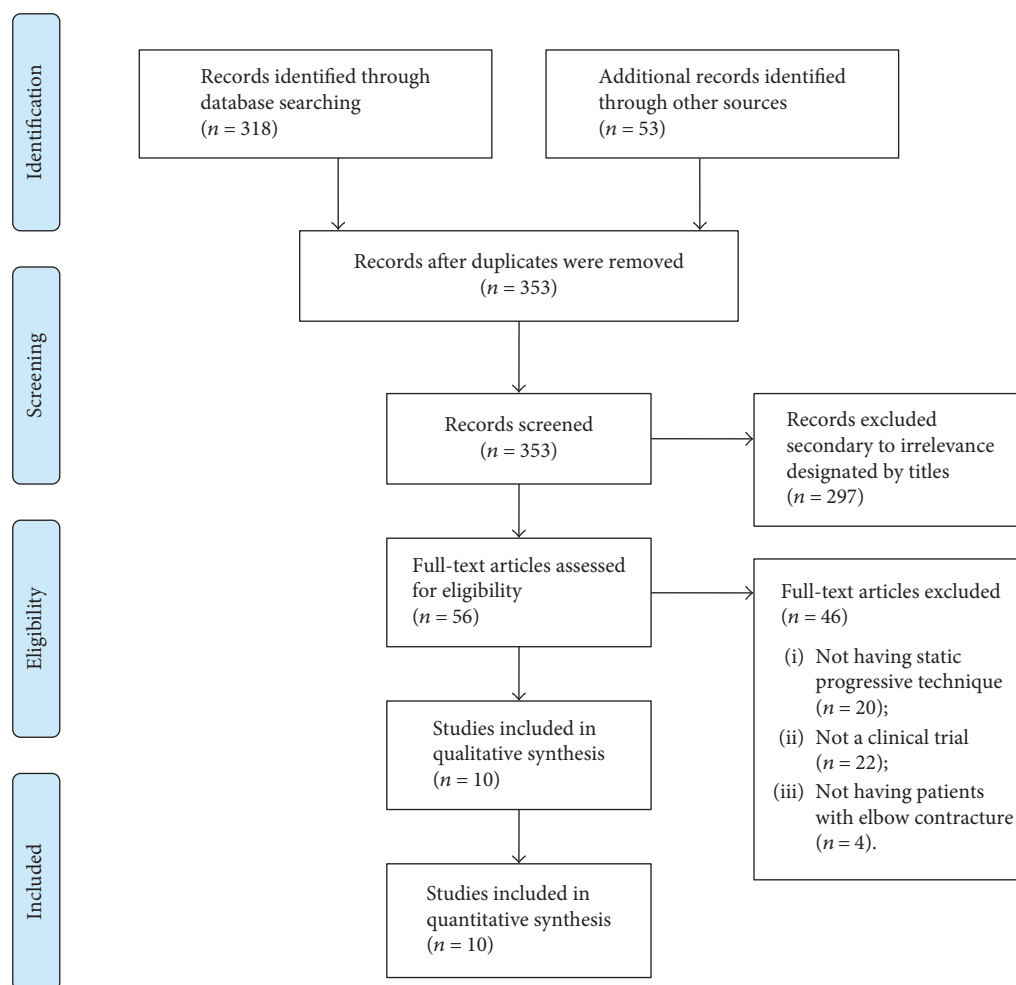 Identification
Records identified through
database searching
(n = 318)
Additional records identified
through other sources
(n = 53)
Records after duplicates were removed
(n = 353)
Screening
Records screened
(n = 353)
Records excluded
secondary to irrelevance
designated by titles
(n = 297)
Eligibility
Full-text articles assessed
for eligibility
(n = 56)
Full-text articles excluded
(n = 46)
(i) Not having static
progressive technique
(n = 20);
(ii) Not a clinical trial
(n = 22);
(iii) Not having patients
with elbow contracture
(n = 4).
Studies included in
qualitative synthesis
(n = 10)
Included
Studies included in
quantitative synthesis
(n = 10)